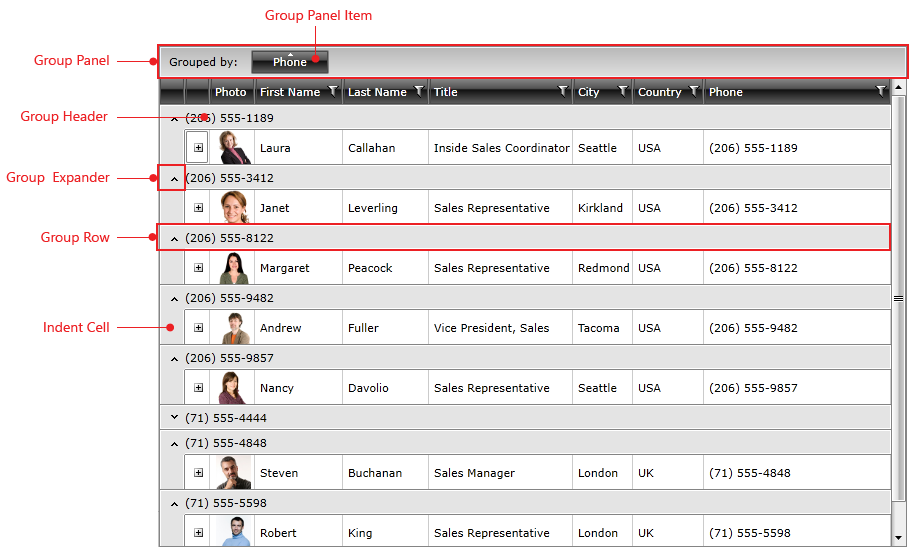 Group Panel Item
Group Panel
Grouped by: Phone
Photo First Name Last Name Title City Country Phone
Group Header
(206) 555-1189
Laura Callahan Inside Sales Coordinator Seattle USA (206) 555-1189
Group Expander
(206) 555-3412
Janet Leverling Sales Representative Kirkland USA (206) 555-3412
Group Row
(206) 555-8122
Margaret Peacock Sales Representative Redmond USA (206) 555-8122
(206) 555-9482
Indent Cell
Andrew Fuller Vice President, Sales Tacoma USA (206) 555-9482
(206) 555-9857
Nancy Davolio Sales Representative Seattle USA (206) 555-9857
(71) 555-4444
(71) 555-4848
Steven Buchanan Sales Manager London UK (71) 555-4848
(71) 555-5598
Robert King Sales Representative London UK (71) 555-5598